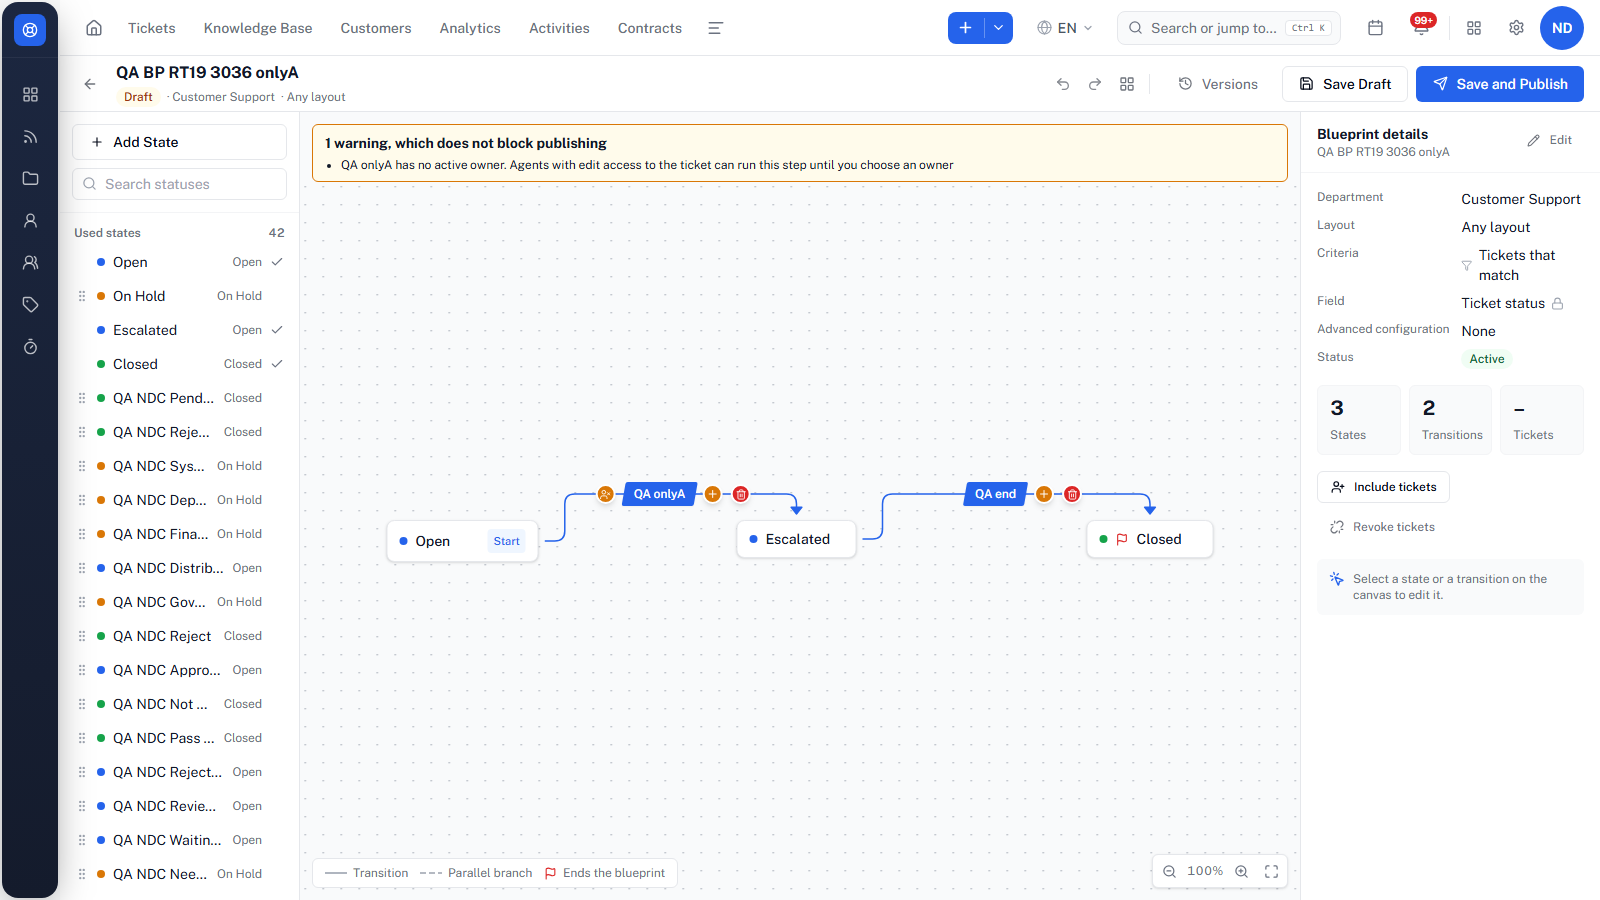 Tickets
Knowledge Base
Customers
Analytics
Activities
Contracts
EN
Search or jump to...
Ctrl K
99+
ND
QA BP RT19 3036 onlyA
Draft
· Customer Support · Any layout
Versions
Save Draft
Save and Publish
Add State
Search statuses
Used states 42
Open Open
On Hold On Hold
Escalated Open
Closed Closed
QA NDC Pend... Closed
QA NDC Reje... Closed
QA NDC Sys... On Hold
QA NDC Dep... On Hold
QA NDC Fina... On Hold
QA NDC Distrib... Open
QA NDC Gov... On Hold
QA NDC Reject Closed
QA NDC Appro... Open
QA NDC Not ... Closed
QA NDC Pass ... Closed
QA NDC Reject... Open
QA NDC Revie... Open
QA NDC Waitin... Open
QA NDC Nee... On Hold
1 warning, which does not block publishing
• QA onlyA has no active owner. Agents with edit access to the ticket can run this step until you choose an owner
QA onlyA
QA end
Open
Start
Escalated
Closed
Transition
Parallel branch
Ends the blueprint
100%
Blueprint details
QA BP RT19 3036 onlyA
Edit
Department Customer Support
Layout Any layout
Criteria Tickets that
match
Field Ticket status
Advanced configuration None
Status Active
3 2 –
States Transitions Tickets
Include tickets
Revoke tickets
Select a state or a transition on the
canvas to edit it.